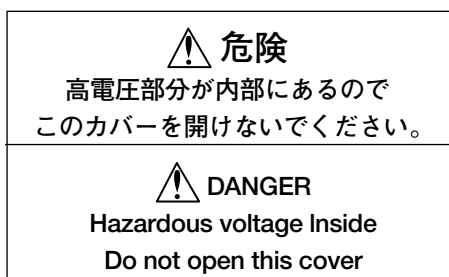 危険
高電圧部分が内部にあるので
このカバーを開けないでください。
DANGER
Hazardous voltage Inside
Do not open this cover